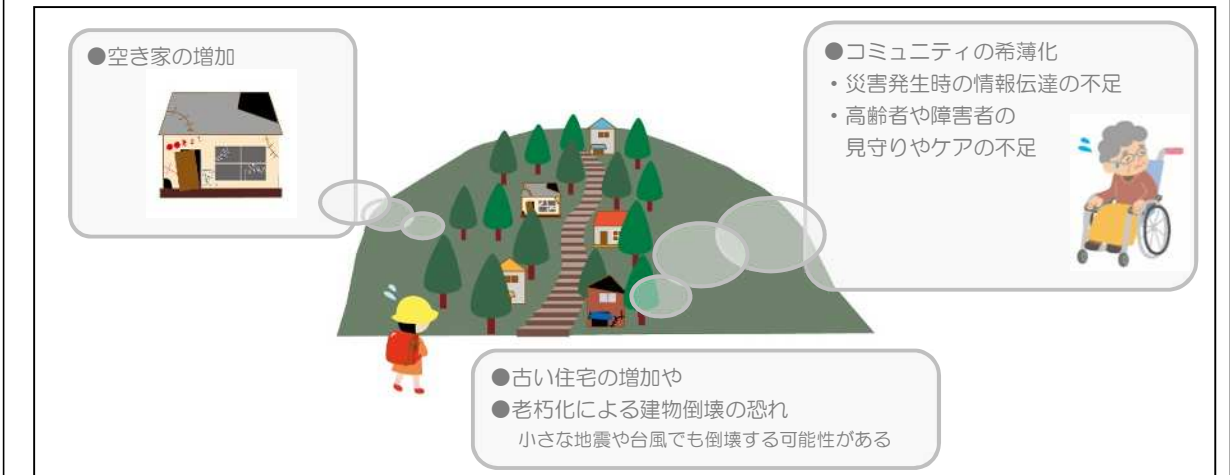 ●空き家の増加
●コミュニティの希薄化
・災害発生時の情報伝達の不足
・高齢者や障害者の
見守りやケアの不足
●古い住宅の増加や
●老朽化による建物倒壊の恐れ
小さな地震や台風でも倒壊する可能性がある